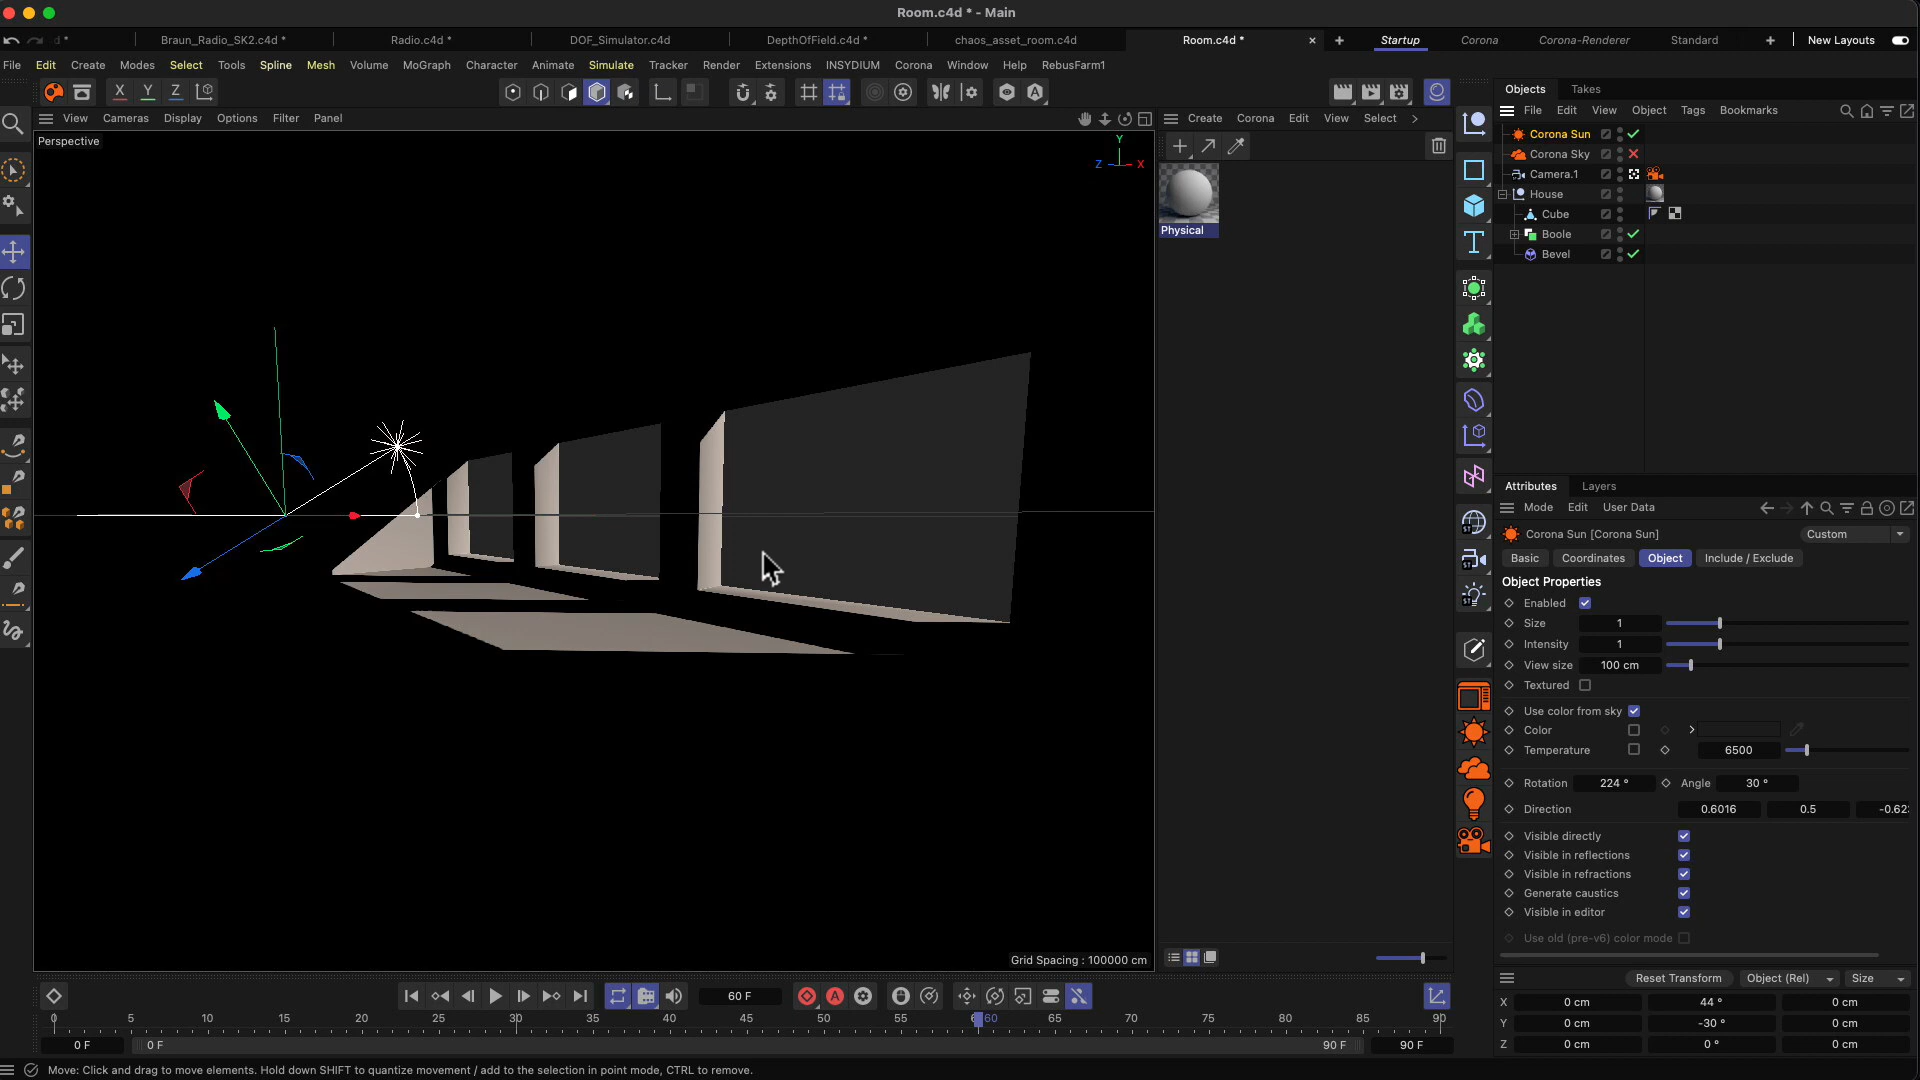 Room.c4d * - Main
Braun_Radio_SK2.c4d *
Radio.c4d *
DOF_Simulator.c4d
DepthOfField.c4d *
chaos_asset_room.c4d
Room.c4d *
Startup
Corona
Corona-Renderer
Standard
New Layouts
File Edit Create Modes Select Tools Spline Mesh Volume MoGraph Character Animate Simulate Tracker Render Extensions INSYDIUM Corona Window Help RebusFarm1
X Y Z
Objects Takes
File Edit View Object Tags Bookmarks
View Cameras Display Options Filter Panel
Create Corona Edit View Select
Perspective
Y
Z X
Physical
Corona Sun
Corona Sky
Camera.1
House
Cube
Boole
Bevel
Grid Spacing : 100000 cm
Attributes Layers
Mode Edit User Data
Corona Sun [Corona Sun]
Custom
Basic Coordinates Object Include / Exclude
Object Properties
Enabled
Size 1
Intensity 1
View size 100 cm
Textured
Use color from sky
Color
Temperature 6500
Rotation 224 ° Angle 30 °
Direction 0.6016 0.5 -0.62
Visible directly
Visible in reflections
Visible in refractions
Generate caustics
Visible in editor
Use old (pre-v6) color mode
Reset Transform Object (Rel) Size
X 0 cm 44 ° 0 cm
Y 0 cm -30 ° 0 cm
Z 0 cm 0 ° 0 cm
60 F
0 5 10 15 20 25 30 35 40 45 50 55 60 65 70 75 80 85 90
0 F 0 F 90 F 90 F
Move: Click and drag to move elements. Hold down SHIFT to quantize movement / add to the selection in point mode, CTRL to remove.